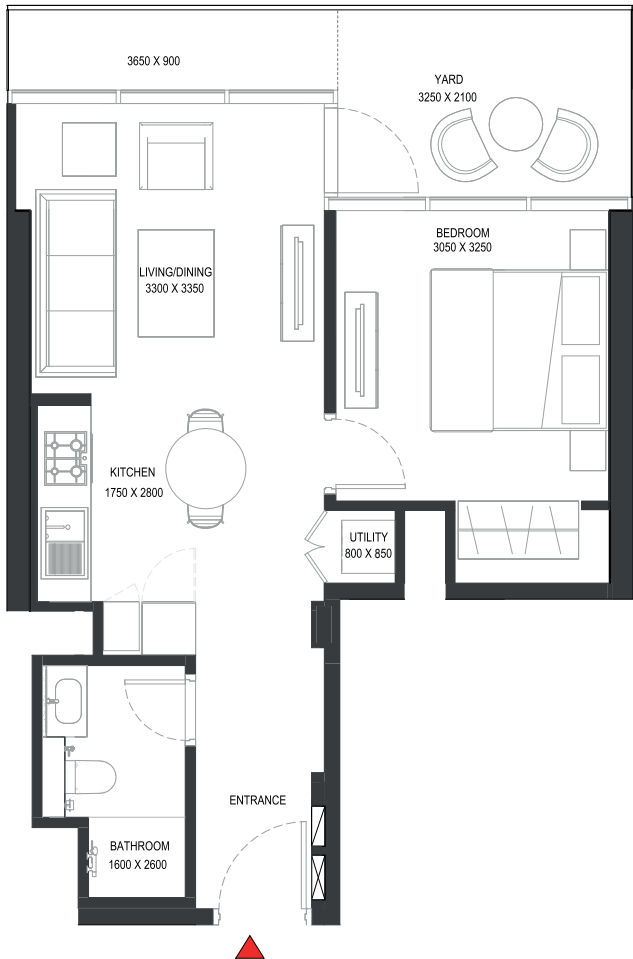 3650 X 900
YARD
3250 X 2100
BEDROOM
3050 X 3250
LIVING/DINING
3300 X 3350
KITCHEN
1750 X 2800
UTILITY
800 X 850
ENTRANCE
BATHROOM
1600 X 2600